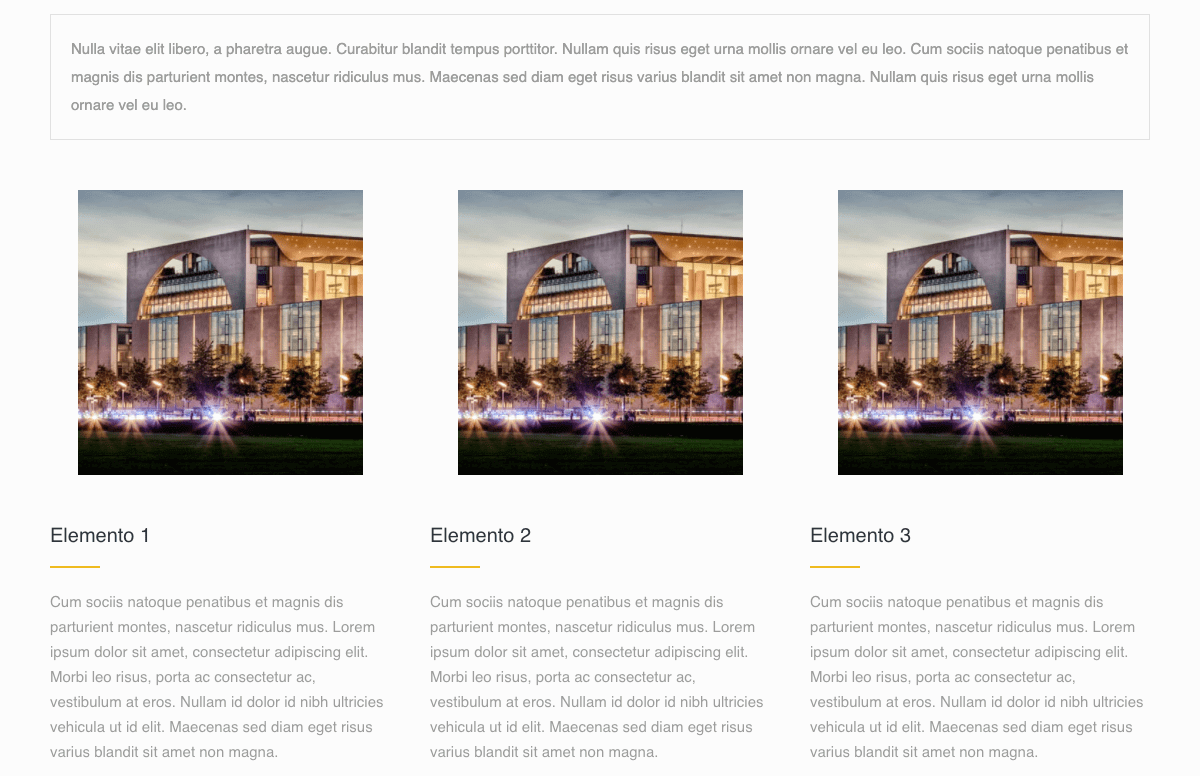 Nulla vitae elit libero, a pharetra augue. Curabitur blandit tempus porttitor. Nullam quis risus eget urna mollis ornare vel eu leo. Cum sociis natoque penatibus et
magnis dis parturient montes, nascetur ridiculus mus. Maecenas sed diam eget risus varius blandit sit amet non magna. Nullam quis risus eget urna mollis
ornare vel eu leo.
Elemento 1
Cum sociis natoque penatibus et magnis dis
parturient montes, nascetur ridiculus mus. Lorem
ipsum dolor sit amet, consectetur adipiscing elit.
Morbi leo risus, porta ac consectetur ac,
vestibulum at eros. Nullam id dolor id nibh ultricies
vehicula ut id elit. Maecenas sed diam eget risus
varius blandit sit amet non magna.
Elemento 2
Cum sociis natoque penatibus et magnis dis
parturient montes, nascetur ridiculus mus. Lorem
ipsum dolor sit amet, consectetur adipiscing elit.
Morbi leo risus, porta ac consectetur ac,
vestibulum at eros. Nullam id dolor id nibh ultricies
vehicula ut id elit. Maecenas sed diam eget risus
varius blandit sit amet non magna.
Elemento 3
Cum sociis natoque penatibus et magnis dis
parturient montes, nascetur ridiculus mus. Lorem
ipsum dolor sit amet, consectetur adipiscing elit.
Morbi leo risus, porta ac consectetur ac,
vestibulum at eros. Nullam id dolor id nibh ultricies
vehicula ut id elit. Maecenas sed diam eget risus
varius blandit sit amet non magna.